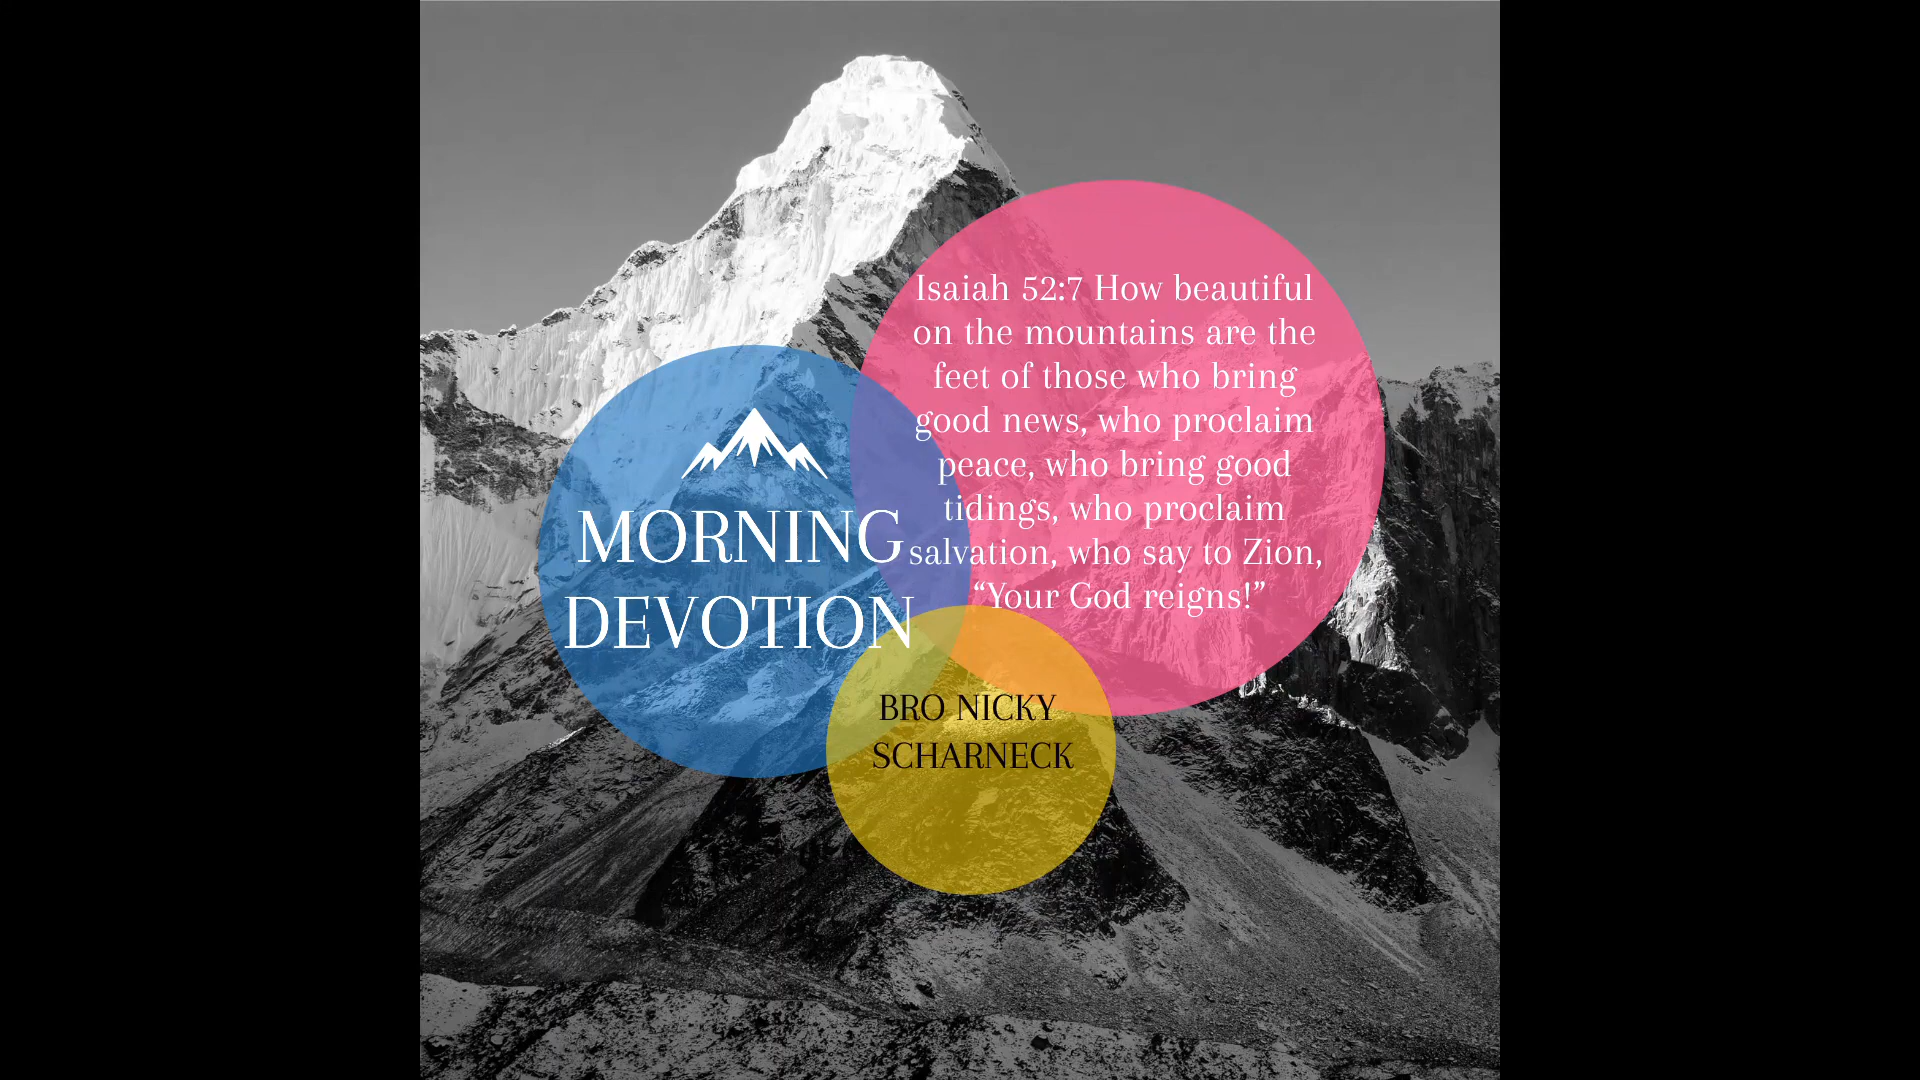 MORNING
DEVOTION
Isaiah 52:7 How beautiful
on the mountains are the
feet of those who bring
good news, who proclaim
peace, who bring good
tidings, who proclaim
salvation, who say to Zion,
“Your God reigns!”
BRO NICKY
SCHARNECK